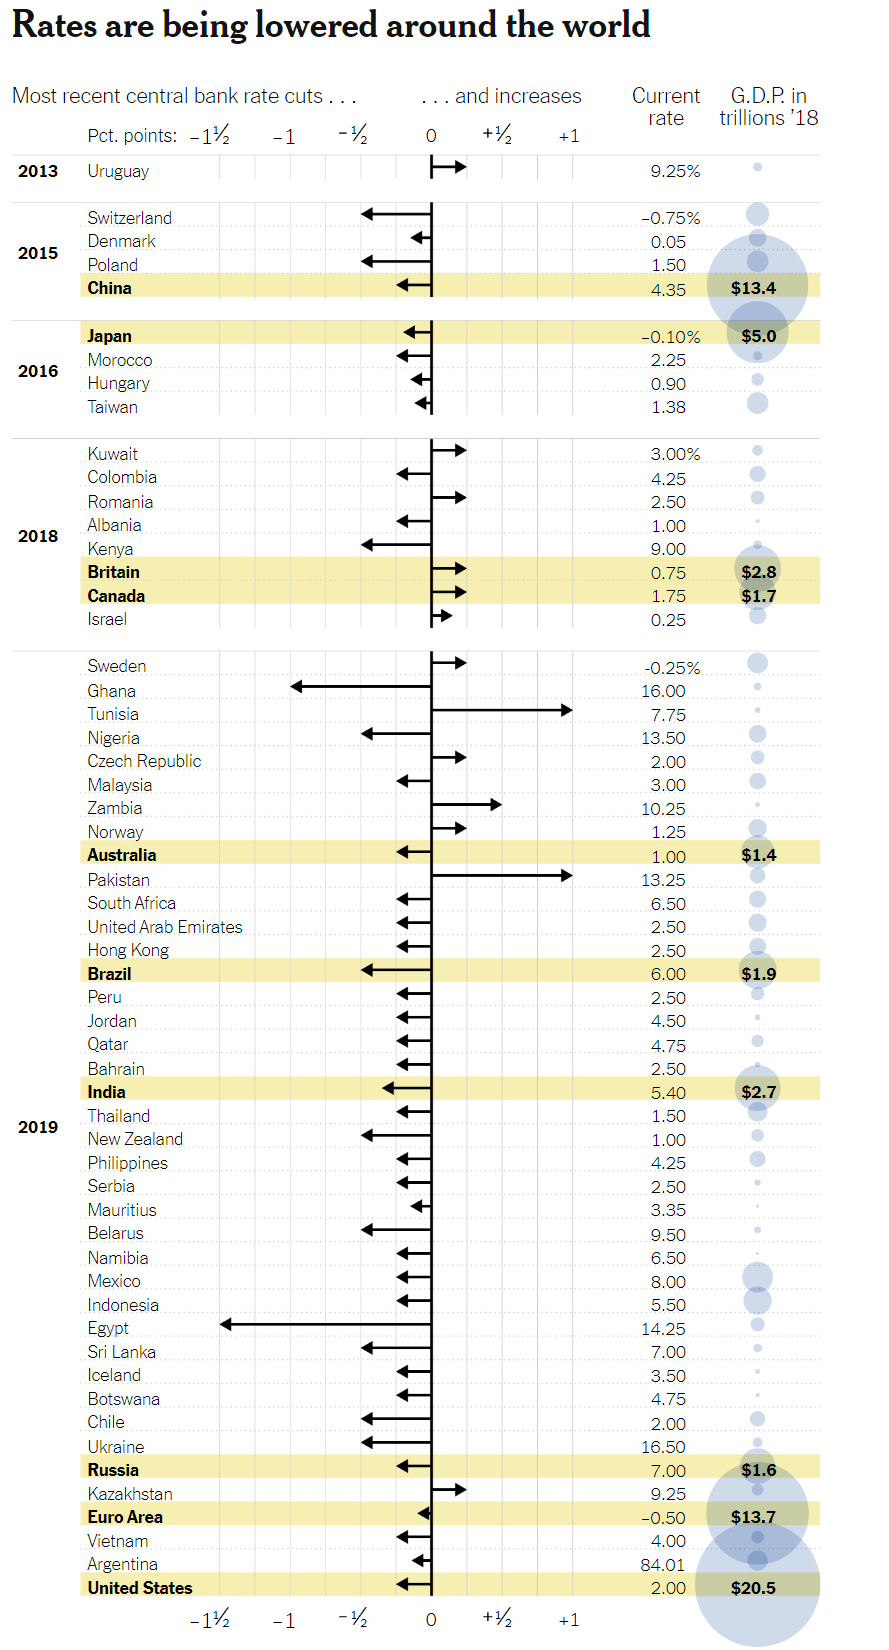 Rates are being lowered around the world
Most recent central bank rate cuts . . .
. . . and increases
Current rate
G.D.P. in trillions ’18
Pct. points: –1½ –1 –½ 0 +½ +1
2013
Uruguay 9.25%
2015
Switzerland –0.75%
Denmark 0.05
Poland 1.50
China 4.35 $13.4
2016
Japan –0.10% $5.0
Morocco 2.25
Hungary 0.90
Taiwan 1.38
2018
Kuwait 3.00%
Colombia 4.25
Romania 2.50
Albania 1.00
Kenya 9.00
Britain 0.75 $2.8
Canada 1.75 $1.7
Israel 0.25
2019
Sweden -0.25%
Ghana 16.00
Tunisia 7.75
Nigeria 13.50
Czech Republic 2.00
Malaysia 3.00
Zambia 10.25
Norway 1.25
Australia 1.00 $1.4
Pakistan 13.25
South Africa 6.50
United Arab Emirates 2.50
Hong Kong 2.50
Brazil 6.00 $1.9
Peru 2.50
Jordan 4.50
Qatar 4.75
Bahrain 2.50
India 5.40 $2.7
Thailand 1.50
New Zealand 1.00
Philippines 4.25
Serbia 2.50
Mauritius 3.35
Belarus 9.50
Namibia 6.50
Mexico 8.00
Indonesia 5.50
Egypt 14.25
Sri Lanka 7.00
Iceland 3.50
Botswana 4.75
Chile 2.00
Ukraine 16.50
Russia 7.00 $1.6
Kazakhstan 9.25
Euro Area –0.50 $13.7
Vietnam 4.00
Argentina 84.01
United States 2.00 $20.5
–1½ –1 –½ 0 +½ +1